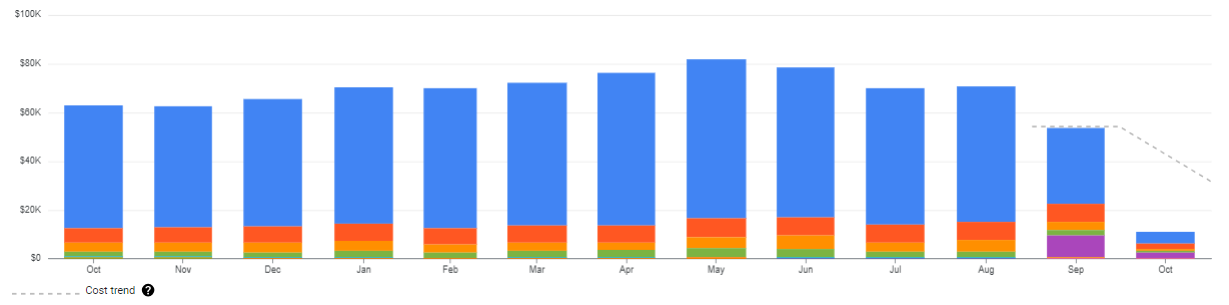 $100K
$80K
$60K
$40K
$20K
$0
Oct Nov Dec Jan Feb Mar Apr May Jun Jul Aug Sep Oct
Cost trend ?